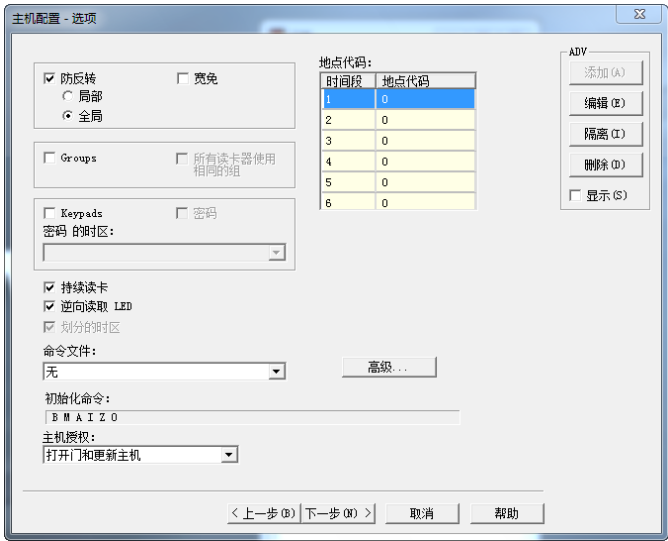 主机配置 - 选项
防反转
宽免
局部
全局
Groups
所有读卡器使用
相同的组
Keypads
密码
密码 的时区:
持续读卡
逆向读取 LED
划分的时区
命令文件:
无
高级...
初始化命令:
B M A I Z O
主机授权:
打开门和更新主机
地点代码:
时间段 地点代码
1 0
2 0
3 0
4 0
5 0
6 0
ADV
添加(A)
编辑(E)
隔离(I)
删除(D)
显示(S)
< 上一步(B)
下一步(N) >
取消
帮助